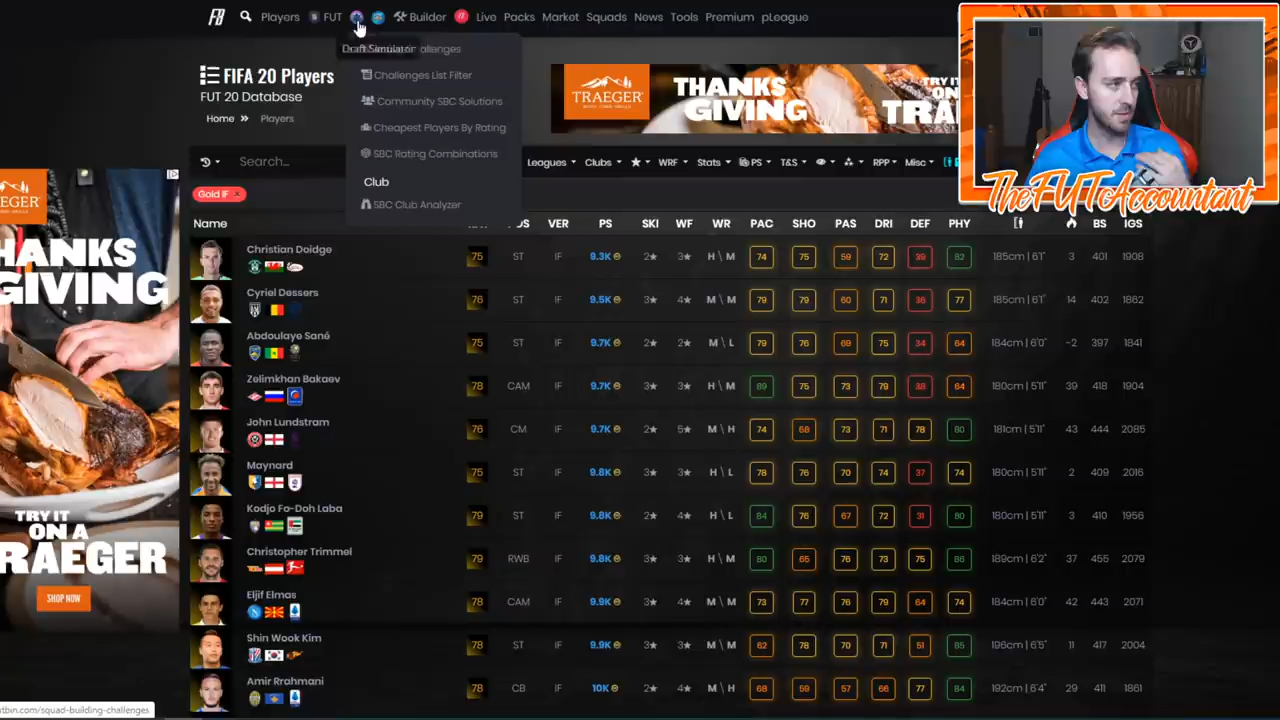 FB Players FUT Builder Live Packs Market Squads News Tools Premium pLeague
Draft Simulator
Challenges List Filter
Community SBC Solutions
Cheapest Players By Rating
SBC Rating Combinations
Club
SBC Club Analyzer
FIFA 20 Players
FUT 20 Database
Home » Players
TRAEGER
THANKS
GIVING
TRY IT
TheFUTAccountant
Search...
Leagues Clubs WRF Stats PS T&S RPP Misc
Gold IF ×
Name VER PS SKI WF WR PAC SHO PAS DRI DEF PHY BS IGS
Christian Doidge 75 ST IF 9.3K 2★ 3★ H \ M 74 75 59 72 39 82 185cm | 6'1" 3 401 1908
Cyriel Dessers 76 ST IF 9.5K 3★ 4★ M \ M 79 79 60 71 36 77 185cm | 6'1" 14 402 1862
Abdoulaye Sané 75 ST IF 9.7K 2★ 2★ M \ L 79 76 69 75 34 64 184cm | 6'0" -2 397 1841
Zelimkhan Bakaev 78 CAM IF 9.7K 3★ 3★ H \ M 89 75 73 79 38 64 180cm | 5'11" 39 418 1904
John Lundstram 76 CM IF 9.7K 2★ 5★ M \ H 74 68 73 71 78 80 181cm | 5'11" 43 444 2085
Maynard 75 ST IF 9.8K 3★ 3★ H \ L 78 76 70 74 37 74 180cm | 5'11" 2 409 2016
Kodjo Fo-Doh Laba 79 ST IF 9.8K 2★ 4★ H \ L 84 76 67 72 31 80 180cm | 5'11" 3 410 1956
Christopher Trimmel 79 RWB IF 9.8K 3★ 3★ H \ M 80 65 76 73 75 86 189cm | 6'2" 37 455 2079
Eljif Elmas 78 CAM IF 9.9K 3★ 4★ M \ M 73 77 76 79 64 74 184cm | 6'0" 42 443 2071
Shin Wook Kim 78 ST IF 9.9K 3★ 3★ M \ M 62 78 70 71 51 85 196cm | 6'5" 11 417 2004
Amir Rrahmani 78 CB IF 10K 2★ 4★ M \ H 68 59 57 66 77 84 192cm | 6'4" 29 411 1861
HANKS
GIVING
TRY IT
ON A
RAEGER
SHOP NOW
tbin.com/squad-building-challenges